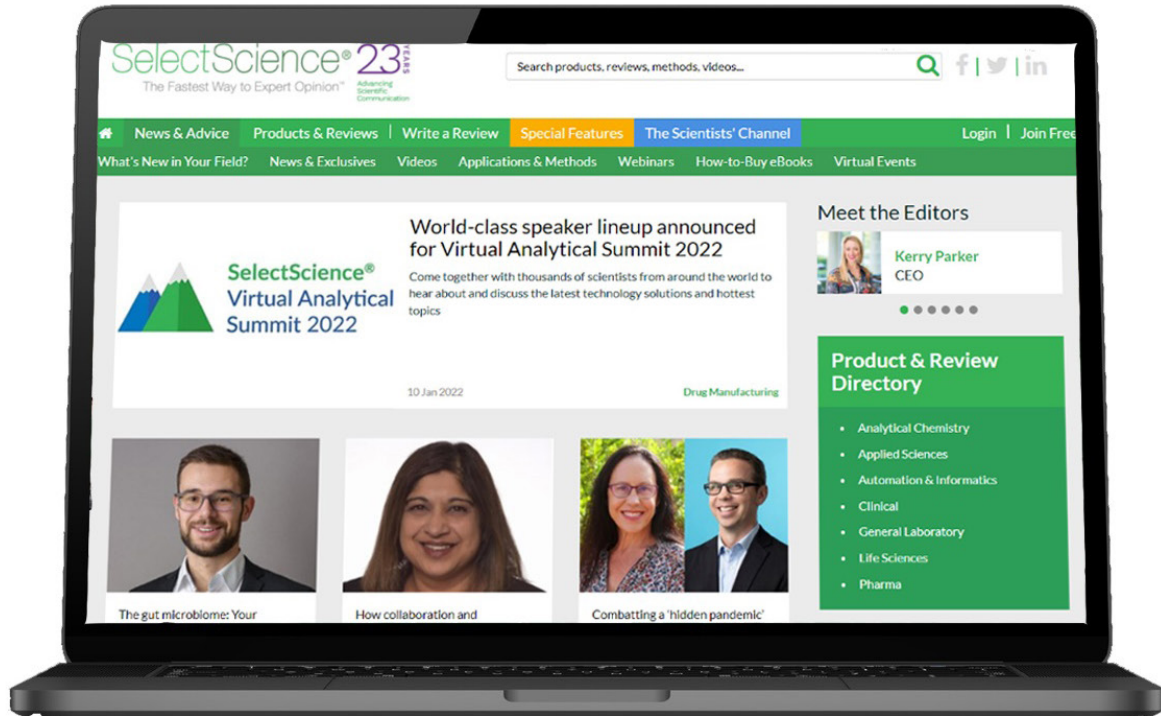 SelectScience® 23 YEARS
The Fastest Way to Expert Opinion™
Advancing
Scientific
Communication
Search products, reviews, methods, videos...
f | | in
News & Advice Products & Reviews | Write a Review Special Features The Scientists' Channel Login | Join Free
What's New in Your Field? News & Exclusives Videos Applications & Methods Webinars How-to-Buy eBooks Virtual Events
SelectScience®
Virtual Analytical
Summit 2022
World-class speaker lineup announced
for Virtual Analytical Summit 2022
Come together with thousands of scientists from around the world to
hear about and discuss the latest technology solutions and hottest
topics
10 Jan 2022 Drug Manufacturing
Meet the Editors
Kerry Parker
CEO
Product & Review
Directory
• Analytical Chemistry
• Applied Sciences
• Automation & Informatics
• Clinical
• General Laboratory
• Life Sciences
• Pharma
The gut microbiome: Your
How collaboration and
Combatting a 'hidden pandemic'